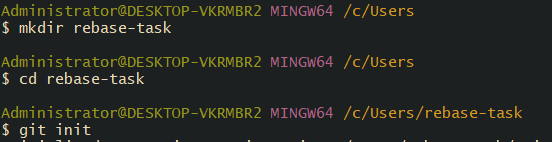 Administrator@DESKTOP-VKRMBR2 MINGW64 /c/Users
$ mkdir rebase-task
Administrator@DESKTOP-VKRMBR2 MINGW64 /c/Users
$ cd rebase-task
Administrator@DESKTOP-VKRMBR2 MINGW64 /c/Users/rebase-task
$ git init